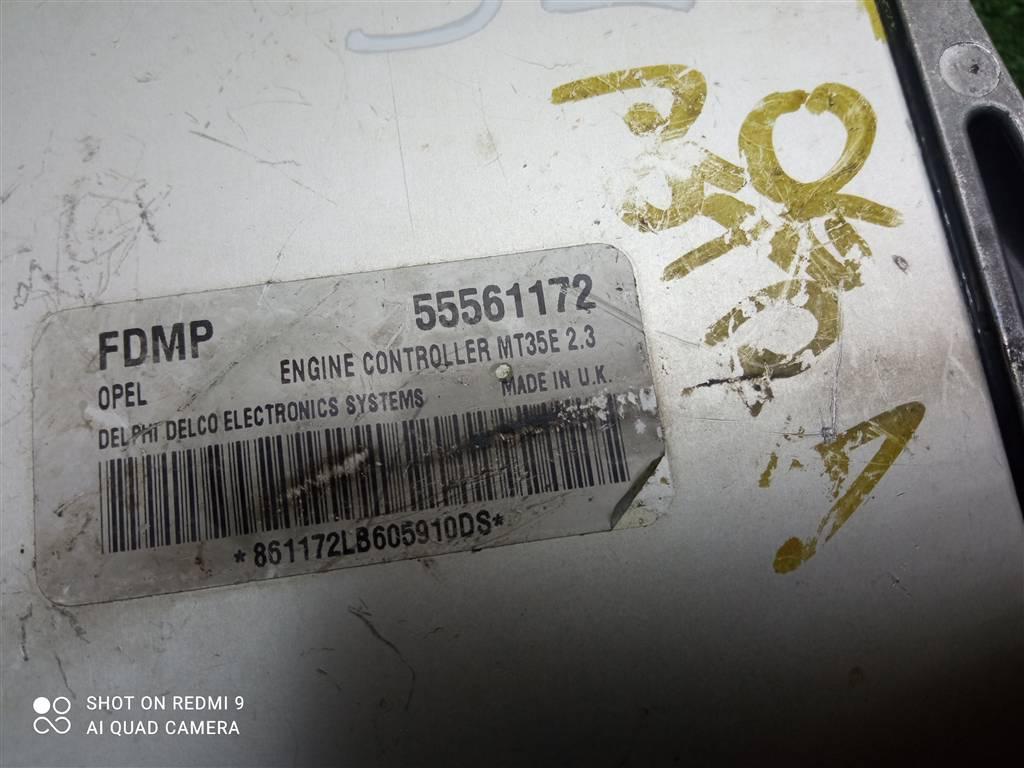 FDMP 55561172
OPEL ENGINE CONTROLLER MT35E 2.3
DELPHI DELCO ELECTRONICS SYSTEMS MADE IN U.K.
*861172LB605910DS*
SHOT ON REDMI 9
AI QUAD CAMERA